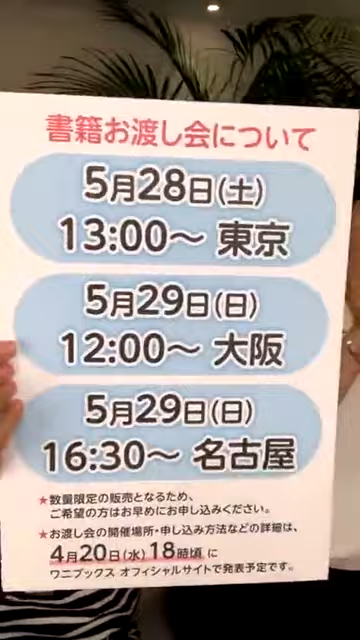 書籍お渡し会について
5月28日(土)
13:00～ 東京
5月29日(日)
12:00～ 大阪
5月29日(日)
16:30～ 名古屋
★数量限定の販売となるため、
ご希望の方はお早めにお申し込みください。
★お渡し会の開催場所・申し込み方法などの詳細は、
4月20日(水)18時頃 に
ワニブックス オフィシャルサイトで発表予定です。